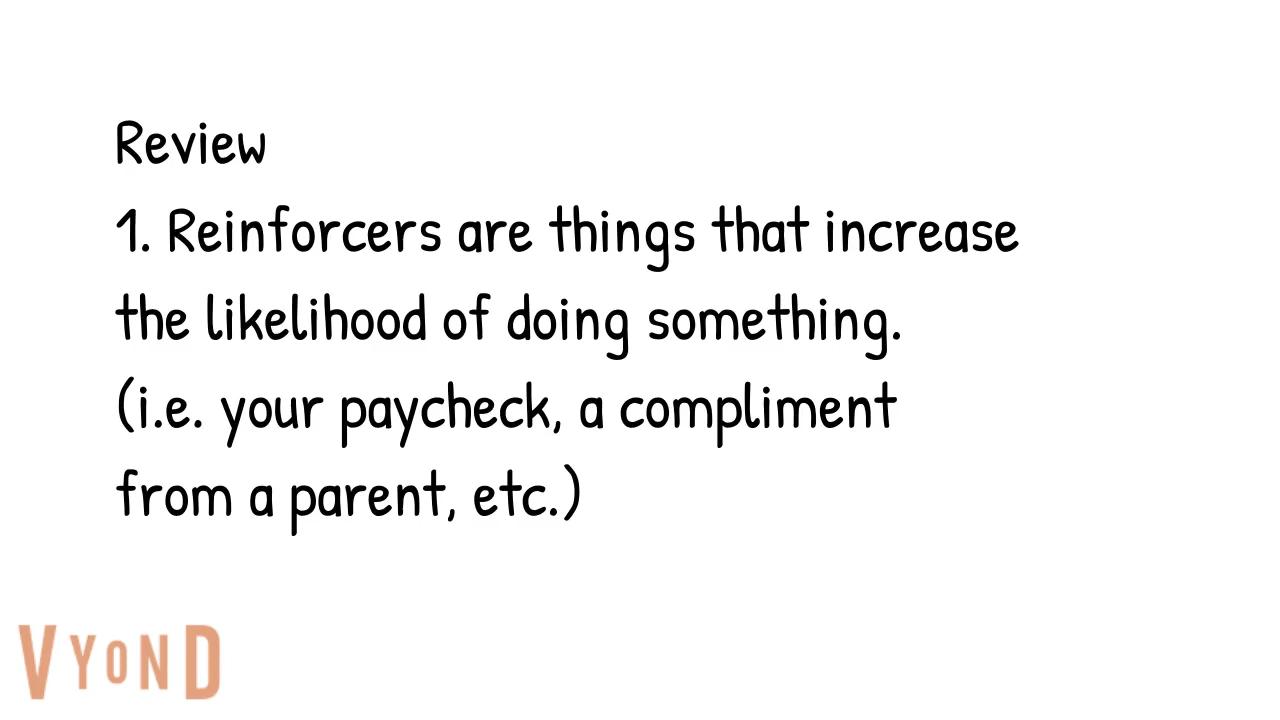 Review
1. Reinforcers are things that increase
the likelihood of doing something.
(i.e. your paycheck, a compliment
from a parent, etc.)
VYOND